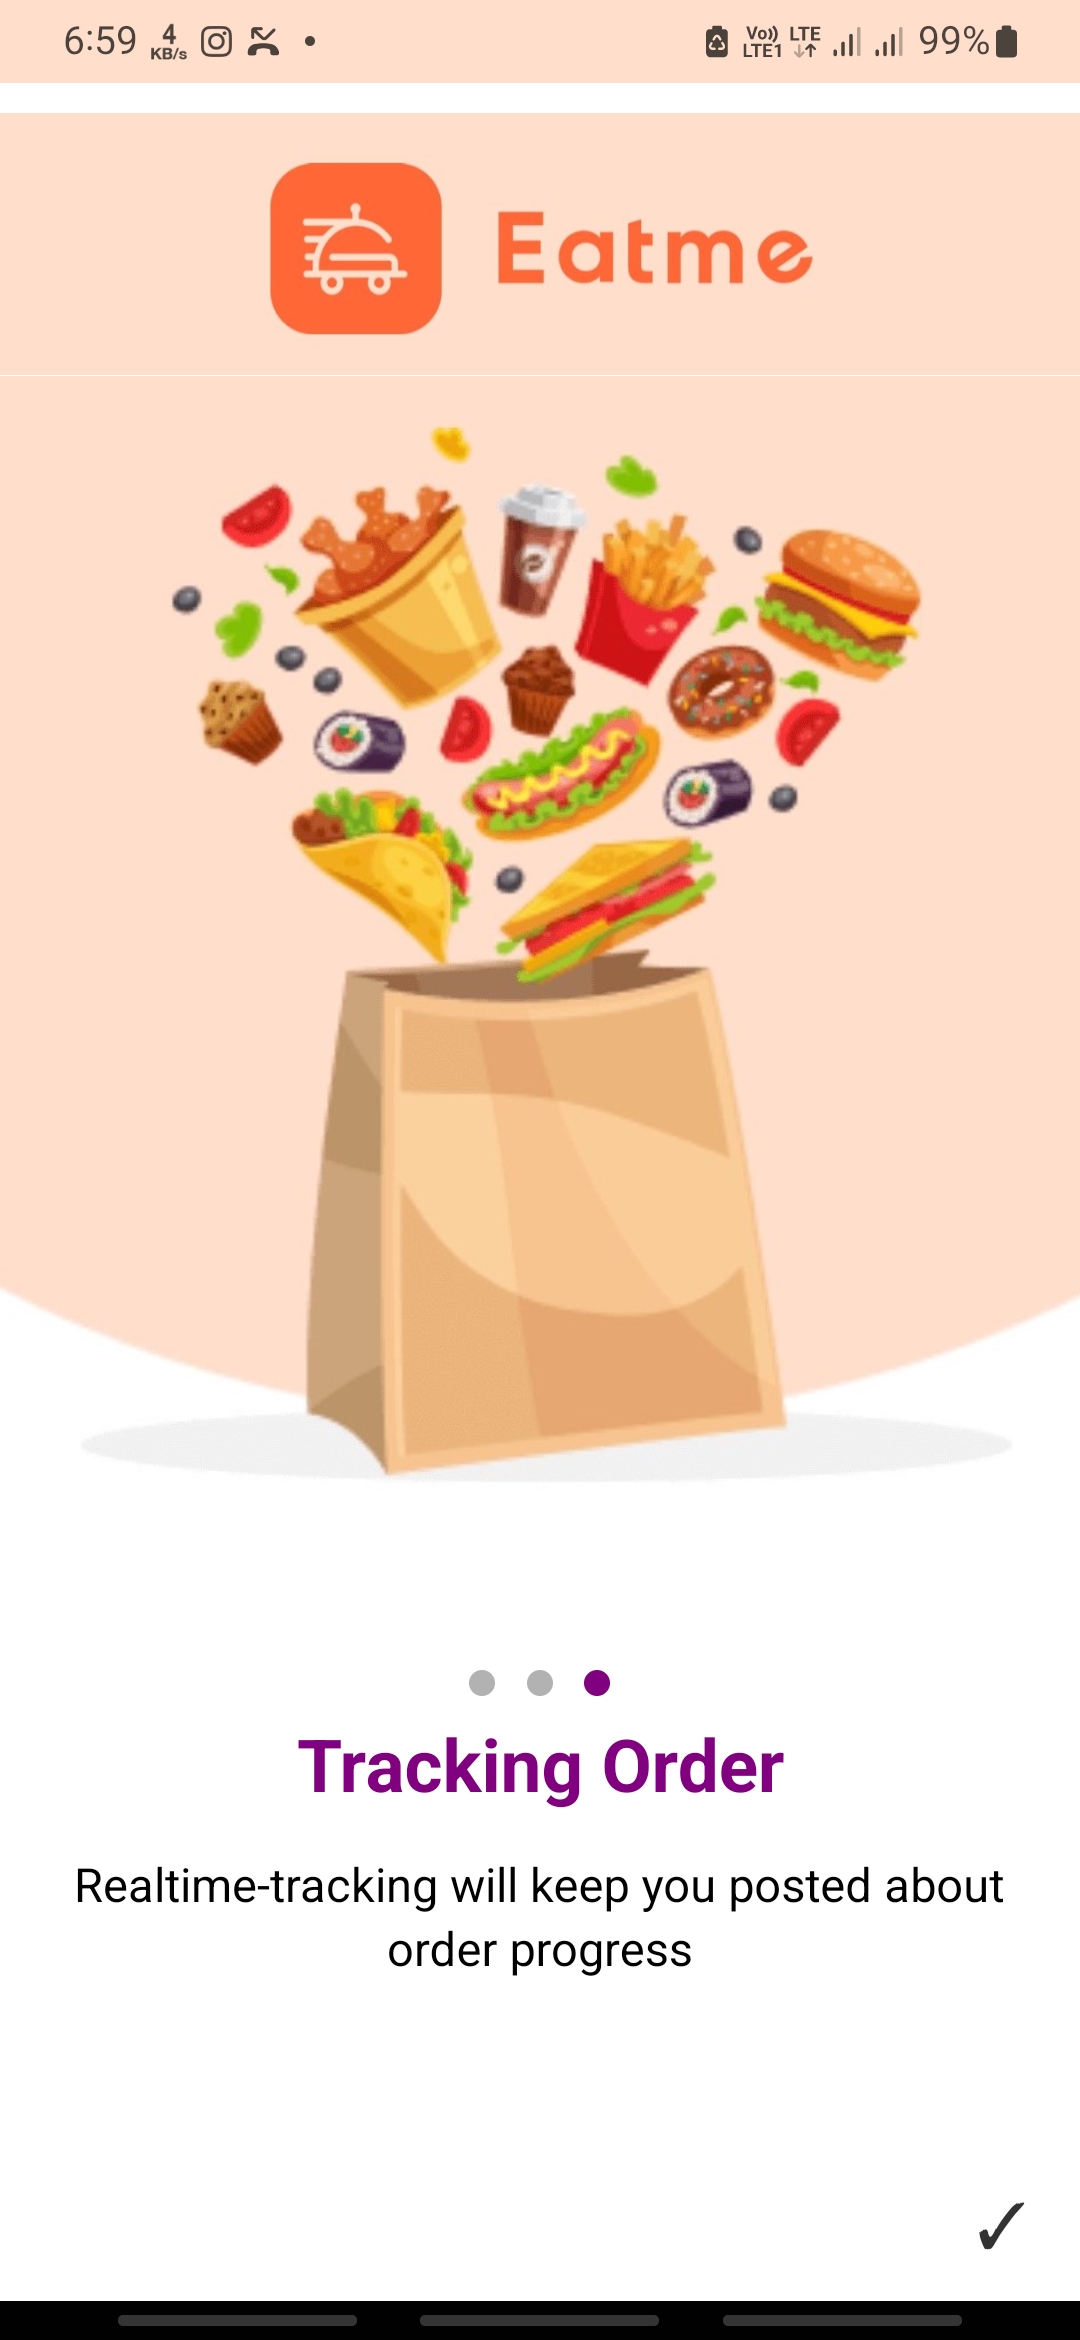 6:59 4 KB/s Vo)) LTE1 LTE 99%
Eatme
Tracking Order
Realtime-tracking will keep you posted about
order progress